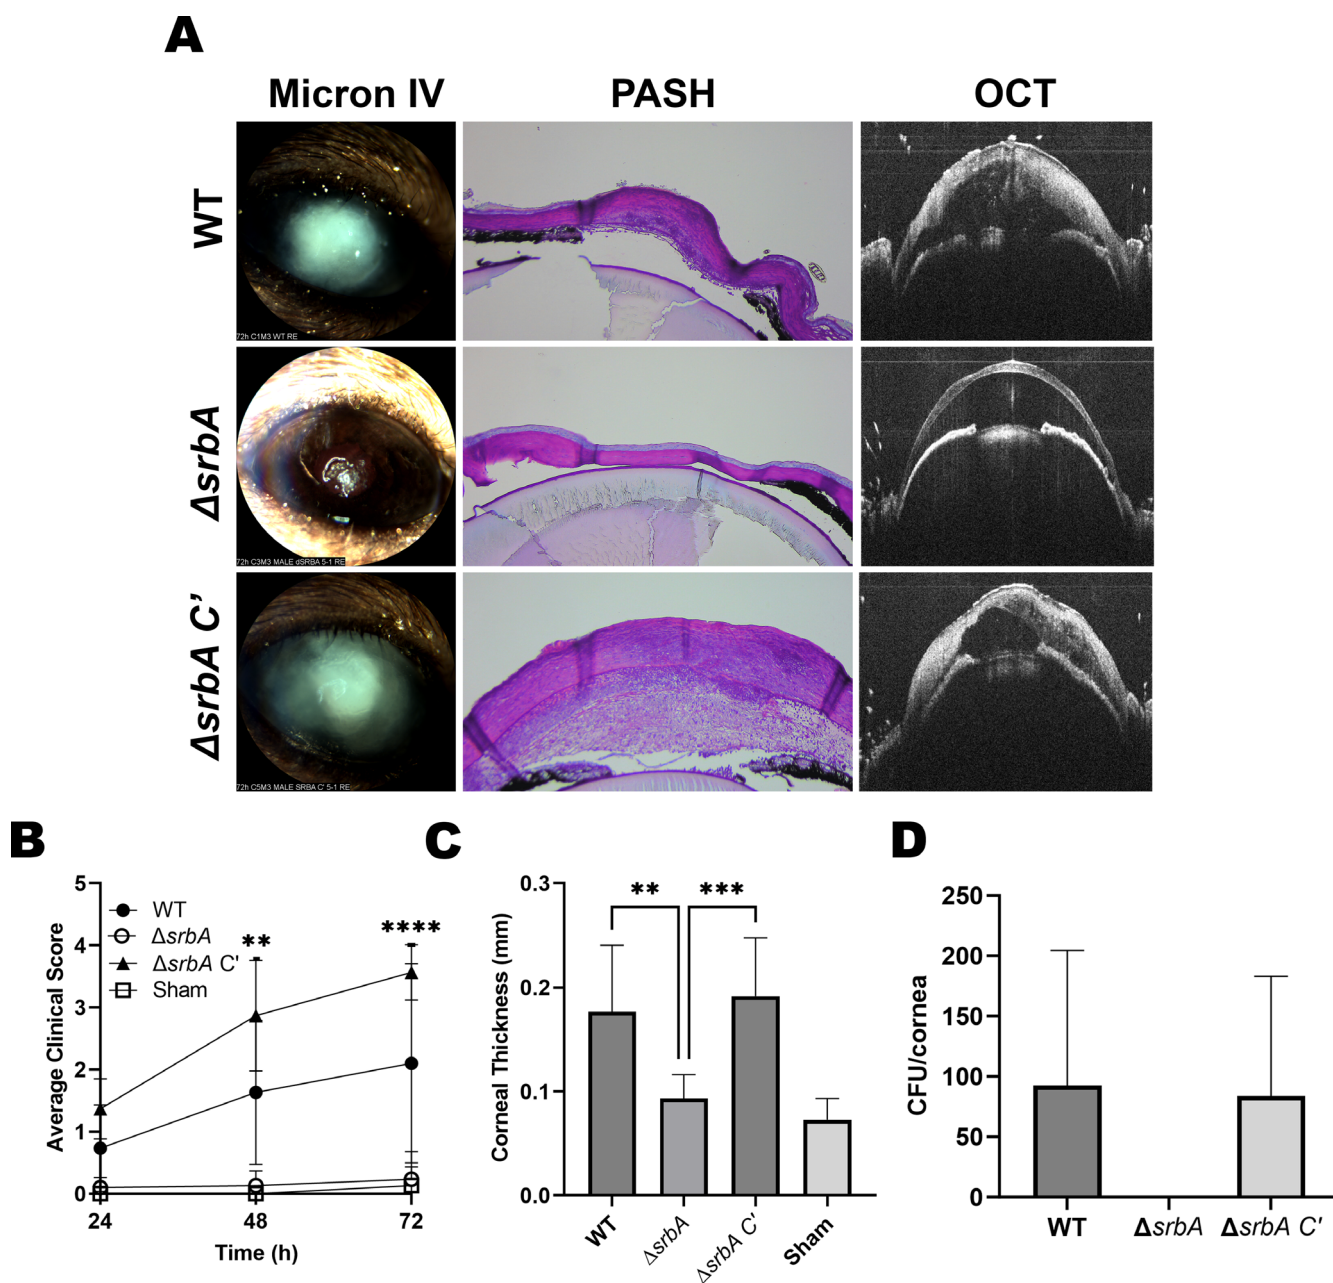 A
Micron IV
PASH
OCT
WT
72h C1M3 WT RE
ΔsrbA
72h C3M3 MALE dSRBA 5-1 RE
ΔsrbA C'
72h C5M3 MALE SRBA C' 5-1 RE
B
Average Clinical Score
5
4
3
2
1
0
WT
ΔsrbA
ΔsrbA C'
Sham
**
****
24
48
72
Time (h)
C
Corneal Thickness (mm)
0.3
0.2
0.1
0.0
**
***
WT
ΔsrbA
ΔsrbA C'
Sham
D
CFU/cornea
250
200
150
100
50
0
WT
ΔsrbA
ΔsrbA C'